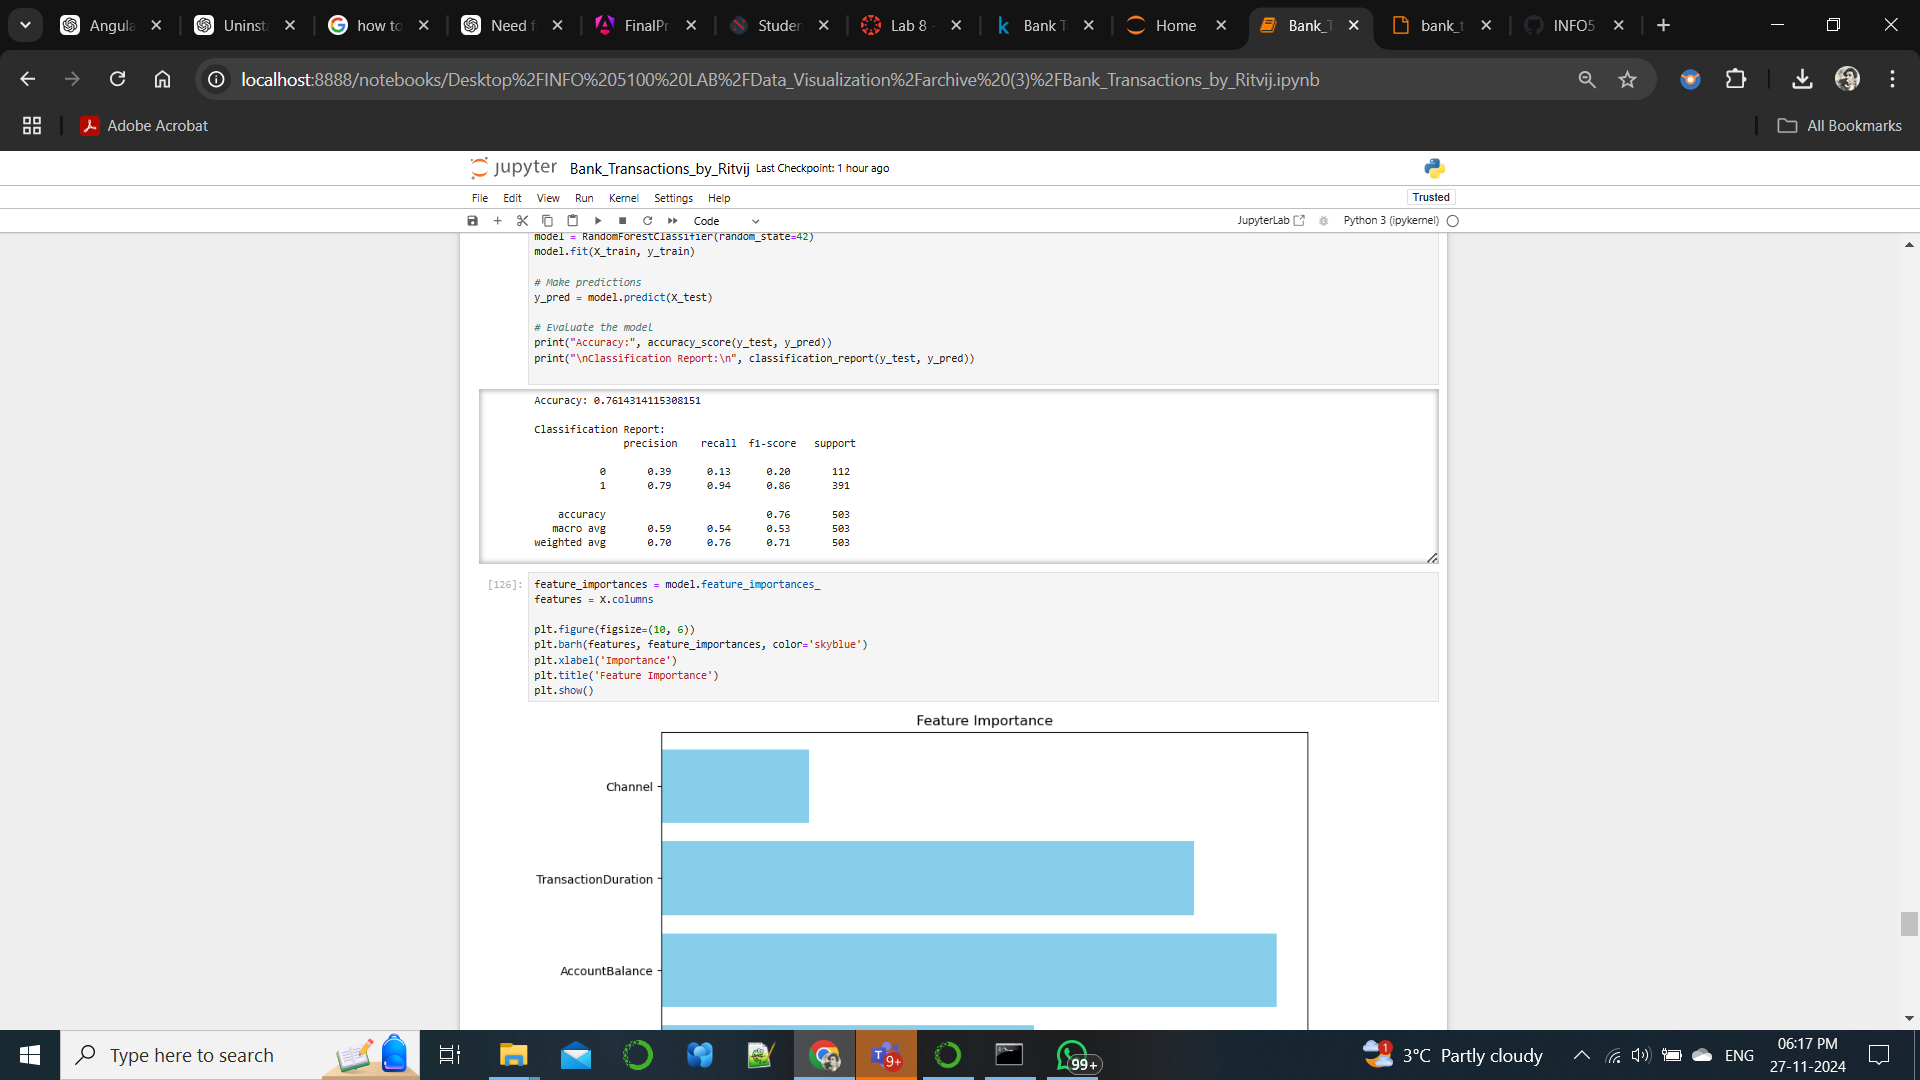 Angula
Uninsta
how to
Need f
FinalPr
Studen
Lab 8 -
Bank T
Home
Bank_T
bank_t
INFO5
localhost:8888/notebooks/Desktop%2FINFO%205100%20LAB%2FData_Visualization%2Farchive%20(3)%2FBank_Transactions_by_Ritvij.ipynb
Adobe Acrobat
All Bookmarks
jupyter Bank_Transactions_by_Ritvij Last Checkpoint: 1 hour ago
File Edit View Run Kernel Settings Help
Trusted
Code
JupyterLab
Python 3 (ipykernel)
model = RandomForestClassifier(random_state=42)
model.fit(X_train, y_train)
# Make predictions
y_pred = model.predict(X_test)
# Evaluate the model
print("Accuracy:", accuracy_score(y_test, y_pred))
print("\nClassification Report:\n", classification_report(y_test, y_pred))
Accuracy: 0.7614314115308151
Classification Report:
precision recall f1-score support
0 0.39 0.13 0.20 112
1 0.79 0.94 0.86 391
accuracy 0.76 503
macro avg 0.59 0.54 0.53 503
weighted avg 0.70 0.76 0.71 503
[126]: feature_importances = model.feature_importances_
features = X.columns
plt.figure(figsize=(10, 6))
plt.barh(features, feature_importances, color='skyblue')
plt.xlabel('Importance')
plt.title('Feature Importance')
plt.show()
Feature Importance
Channel
TransactionDuration
AccountBalance
Type here to search
9+
99+
1
3°C Partly cloudy
ENG
06:17 PM
27-11-2024